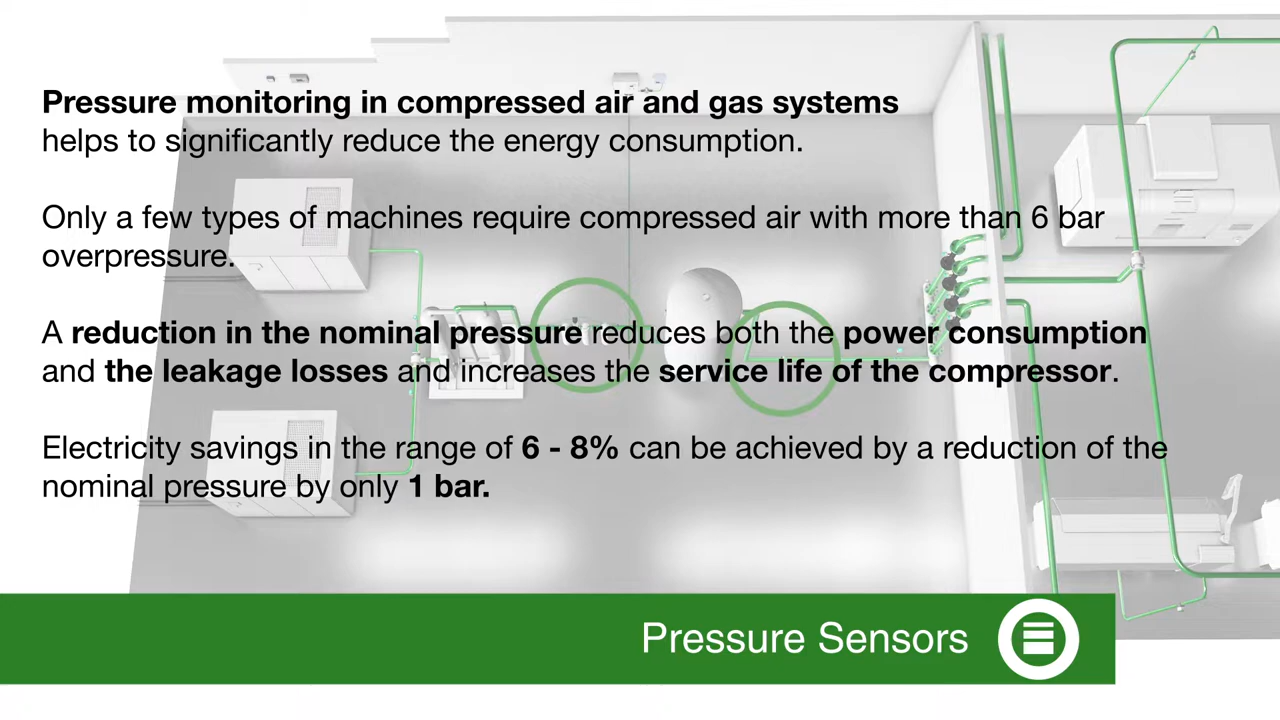 Pressure monitoring in compressed air and gas systems
helps to significantly reduce the energy consumption.
Only a few types of machines require compressed air with more than 6 bar
overpressure.
A reduction in the nominal pressure reduces both the power consumption
and the leakage losses and increases the service life of the compressor.
Electricity savings in the range of 6 - 8% can be achieved by a reduction of the
nominal pressure by only 1 bar.
Pressure Sensors